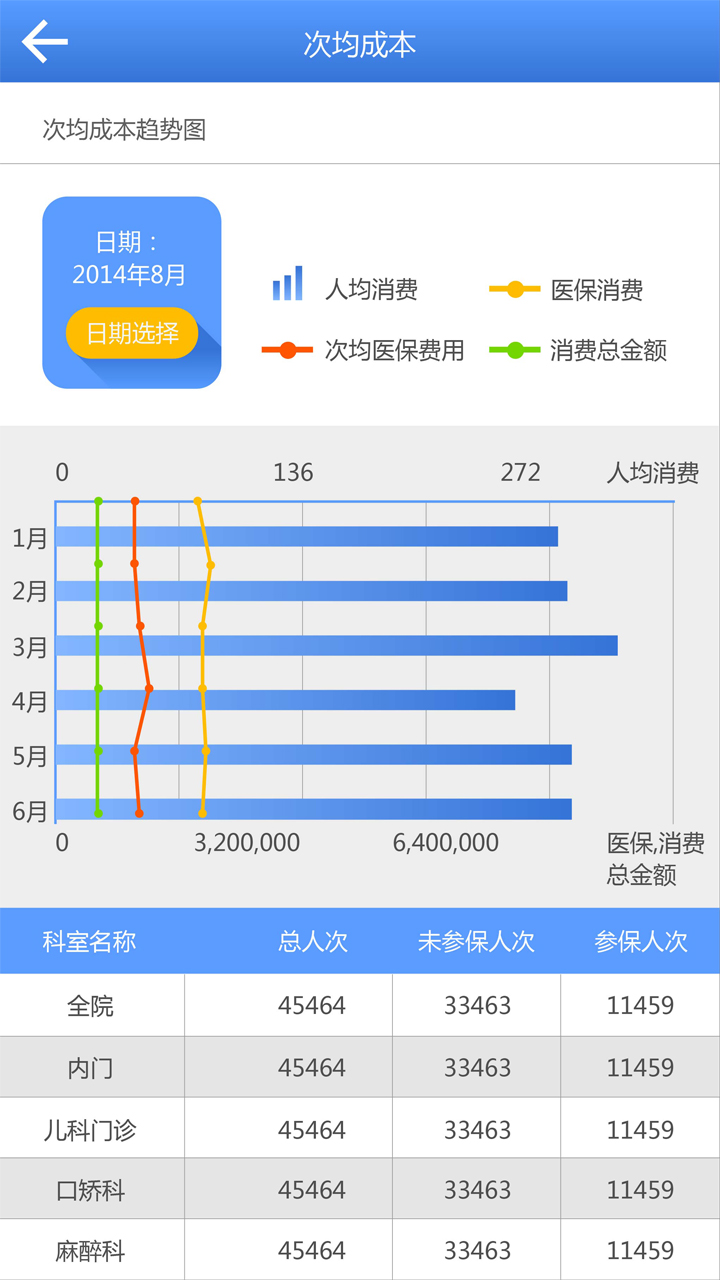 次均成本
次均成本趋势图
日期：
2014年8月
日期选择
人均消费
医保消费
次均医保费用
消费总金额
0 136 272 人均消费
1月
2月
3月
4月
5月
6月
0 3,200,000 6,400,000 医保,消费
总金额
科室名称 总人次 未参保人次 参保人次
全院 45464 33463 11459
内门 45464 33463 11459
儿科门诊 45464 33463 11459
口矫科 45464 33463 11459
麻醉科 45464 33463 11459